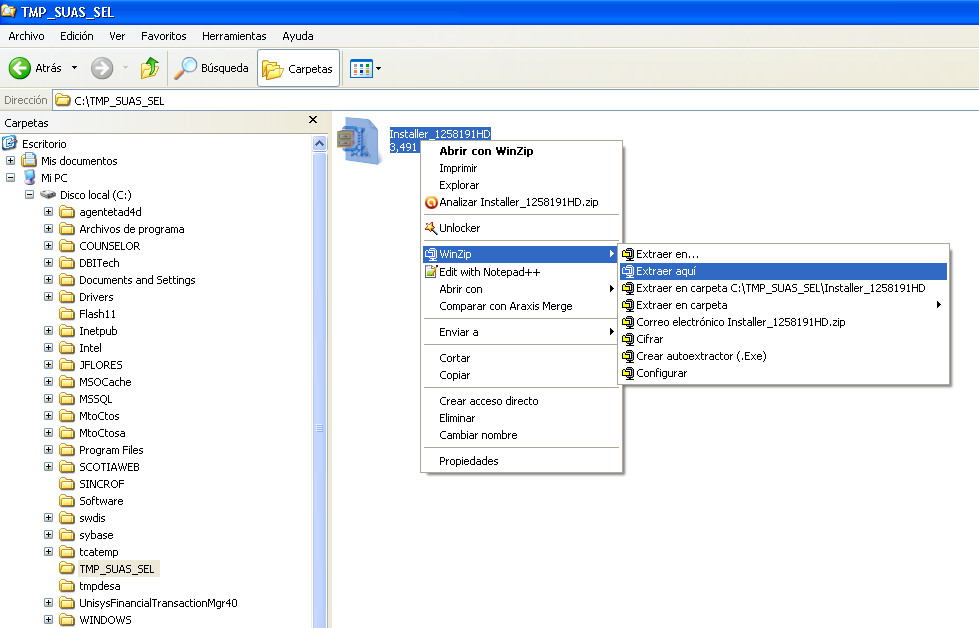 TMP_SUAS_SEL
Archivo Edición Ver Favoritos Herramientas Ayuda
Atrás Búsqueda Carpetas
Dirección C:\TMP_SUAS_SEL
Carpetas
Escritorio
Mis documentos
Mi PC
Disco local (C:)
agentetad4d
Archivos de programa
COUNSELOR
DBITech
Documents and Settings
Drivers
Flash11
Inetpub
Intel
JFLORES
MSOCache
MSSQL
MtoCtos
MtoCtosa
Program Files
SCOTIAWEB
SINCROF
Software
swdis
sybase
tcatemp
TMP_SUAS_SEL
tmpdesa
UnisysFinancialTransactionMgr40
WINDOWS
Installer_1258191HD
3,491
Abrir con WinZip
Imprimir
Explorar
Analizar Installer_1258191HD.zip
Unlocker
WinZip
Edit with Notepad++
Abrir con
Comparar con Araxis Merge
Enviar a
Cortar
Copiar
Crear acceso directo
Eliminar
Cambiar nombre
Propiedades
Extraer en...
Extraer aquí
Extraer en carpeta C:\TMP_SUAS_SEL\Installer_1258191HD
Extraer en carpeta
Correo electrónico Installer_1258191HD.zip
Cifrar
Crear autoextractor (.Exe)
Configurar